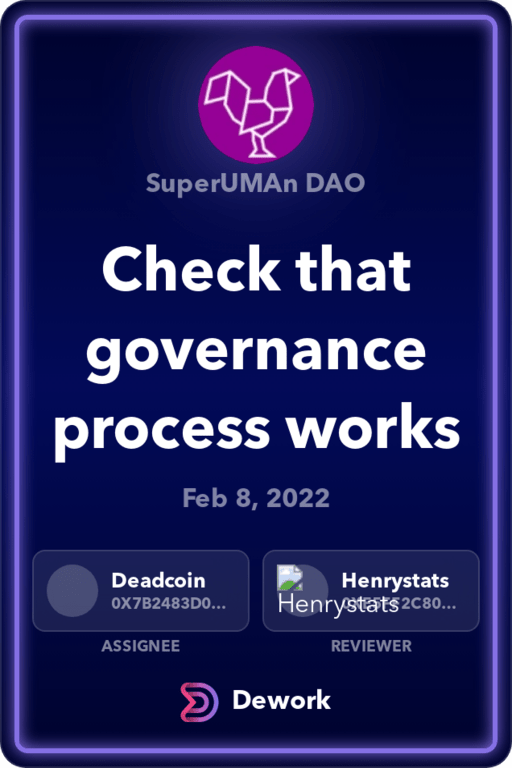 SuperUMAn DAO
Check that
governance
process works
Feb 8, 2022
Deadcoin
0X7B2483D0...
ASSIGNEE
Henrystats
Henrystats
REVIEWER
Dework